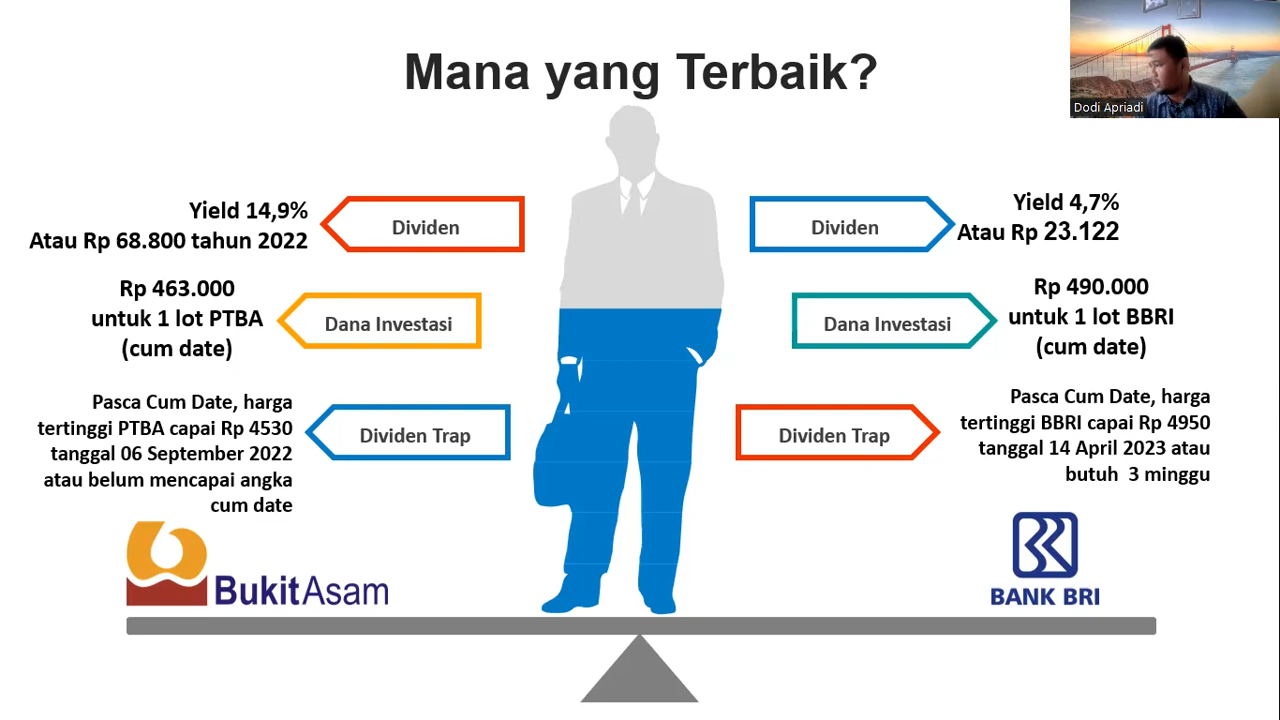 Mana yang Terbaik?
Dodi Apriadi
Yield 14,9%
Atau Rp 68.800 tahun 2022
Dividen
Rp 463.000
untuk 1 lot PTBA
(cum date)
Dana Investasi
Pasca Cum Date, harga
tertinggi PTBA capai Rp 4530
tanggal 06 September 2022
atau belum mencapai angka
cum date
Dividen Trap
BukitAsam
Dividen
Yield 4,7%
Atau Rp 23.122
Dana Investasi
Rp 490.000
untuk 1 lot BBRI
(cum date)
Dividen Trap
Pasca Cum Date, harga
tertinggi BBRI capai Rp 4950
tanggal 14 April 2023 atau
butuh 3 minggu
BANK BRI